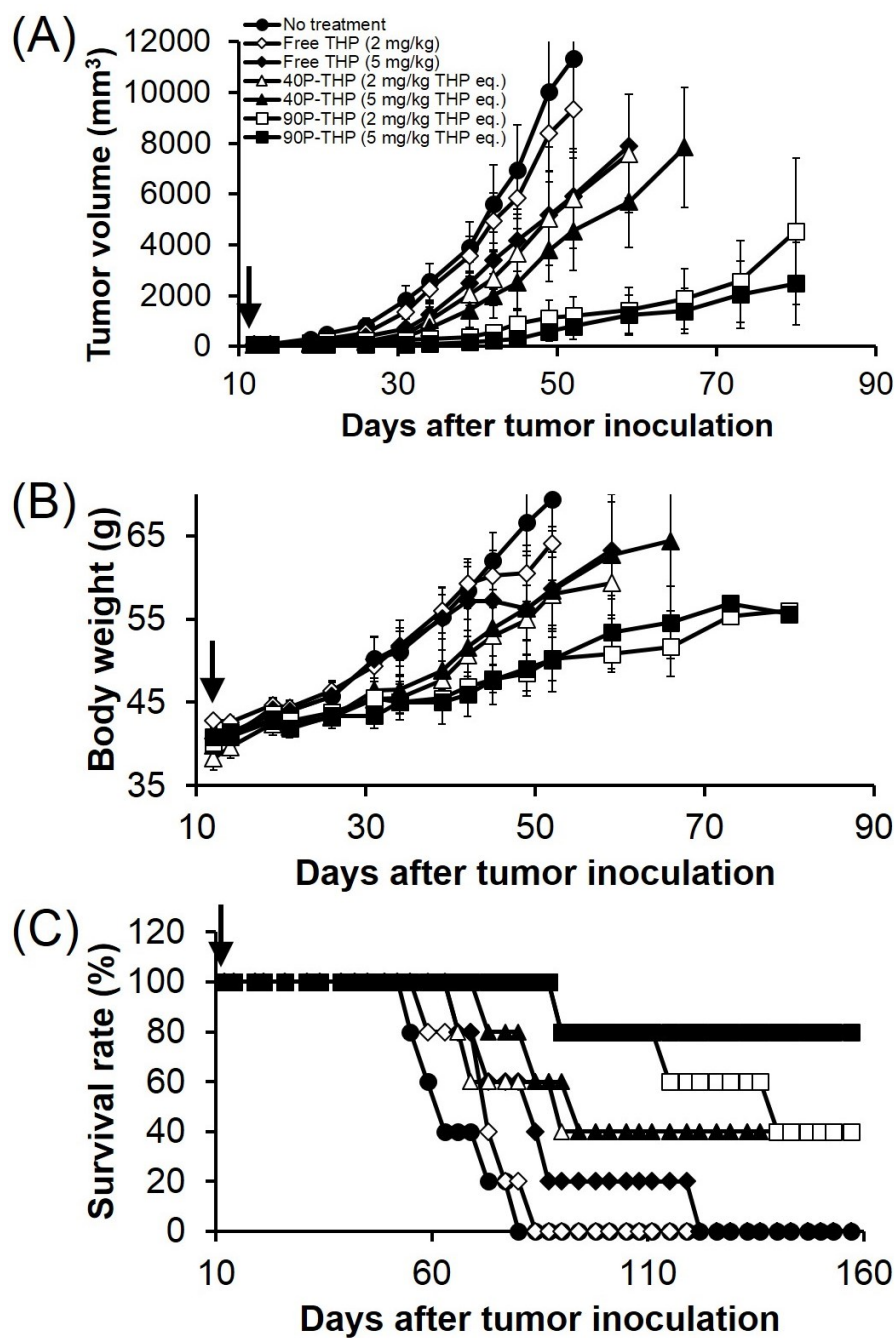 (A)
No treatment
Free THP (2 mg/kg)
Free THP (5 mg/kg)
40P-THP (2 mg/kg THP eq.)
40P-THP (5 mg/kg THP eq.)
90P-THP (2 mg/kg THP eq.)
90P-THP (5 mg/kg THP eq.)
Tumor volume (mm³)
12000
10000
8000
6000
4000
2000
0
10 30 50 70 90
Days after tumor inoculation
(B)
Body weight (g)
65
55
45
35
10 30 50 70 90
Days after tumor inoculation
(C)
Survival rate (%)
120
100
80
60
40
20
0
10 60 110 160
Days after tumor inoculation